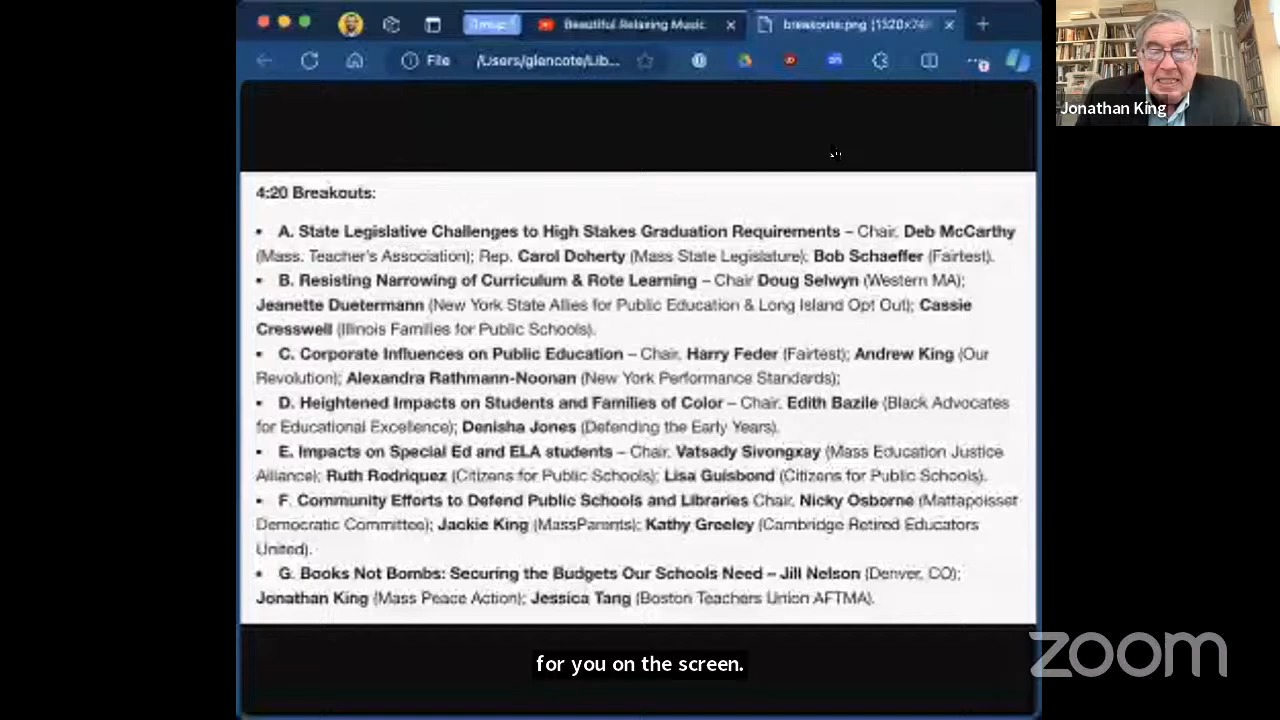 Beautiful Relaxing Music
breakouts.png (1320×74
File
/Users/glencote/Lib...
Jonathan King
4:20 Breakouts:
• A. State Legislative Challenges to High Stakes Graduation Requirements – Chair, Deb McCarthy
(Mass. Teacher's Association); Rep. Carol Doherty (Mass State Legislature); Bob Schaeffer (Fairtest).
• B. Resisting Narrowing of Curriculum & Rote Learning – Chair Doug Selwyn (Western MA);
Jeanette Duetermann (New York State Allies for Public Education & Long Island Opt Out); Cassie
Cresswell (Illinois Families for Public Schools).
• C. Corporate Influences on Public Education – Chair, Harry Feder (Fairtest); Andrew King (Our
Revolution); Alexandra Rathmann-Noonan (New York Performance Standards);
• D. Heightened Impacts on Students and Families of Color – Chair, Edith Bazile (Black Advocates
for Educational Excellence); Denisha Jones (Defending the Early Years).
• E. Impacts on Special Ed and ELA students – Chair, Vatsady Sivongxay (Mass Education Justice
Alliance); Ruth Rodriquez (Citizens for Public Schools); Lisa Guisbond (Citizens for Public Schools).
• F. Community Efforts to Defend Public Schools and Libraries Chair, Nicky Osborne (Mattapoisset
Democratic Committee); Jackie King (MassParents); Kathy Greeley (Cambridge Retired Educators
United).
• G. Books Not Bombs: Securing the Budgets Our Schools Need – Jill Nelson (Denver, CO);
Jonathan King (Mass Peace Action); Jessica Tang (Boston Teachers Union AFTMA).
for you on the screen.
zoom